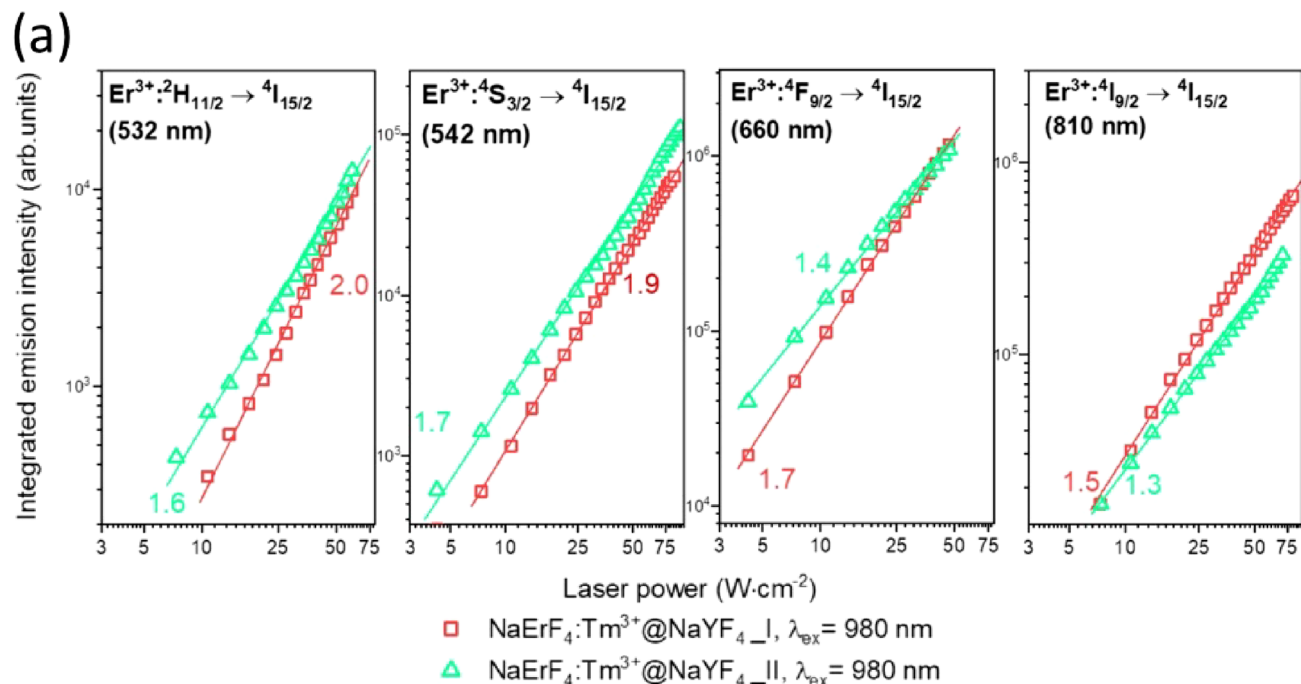 (a)
Integrated emision intensity (arb.units)
Er³⁺:²H₁₁/₂ → ⁴I₁₅/₂
(532 nm)
10⁴
10³
2.0
1.6
3 5 10 25 50 75
Er³⁺:⁴S₃/₂ → ⁴I₁₅/₂
(542 nm)
10⁵
10⁴
10³
1.9
1.7
3 5 10 25 50 75
Er³⁺:⁴F₉/₂ → ⁴I₁₅/₂
(660 nm)
10⁶
10⁵
10⁴
1.4
1.7
3 5 10 25 50 75
Er³⁺:⁴I₉/₂ → ⁴I₁₅/₂
(810 nm)
10⁶
10⁵
1.5
1.3
3 5 10 25 50 75
Laser power (W·cm⁻²)
NaErF₄:Tm³⁺@NaYF₄_I, λₑₓ= 980 nm
NaErF₄:Tm³⁺@NaYF₄_II, λₑₓ= 980 nm